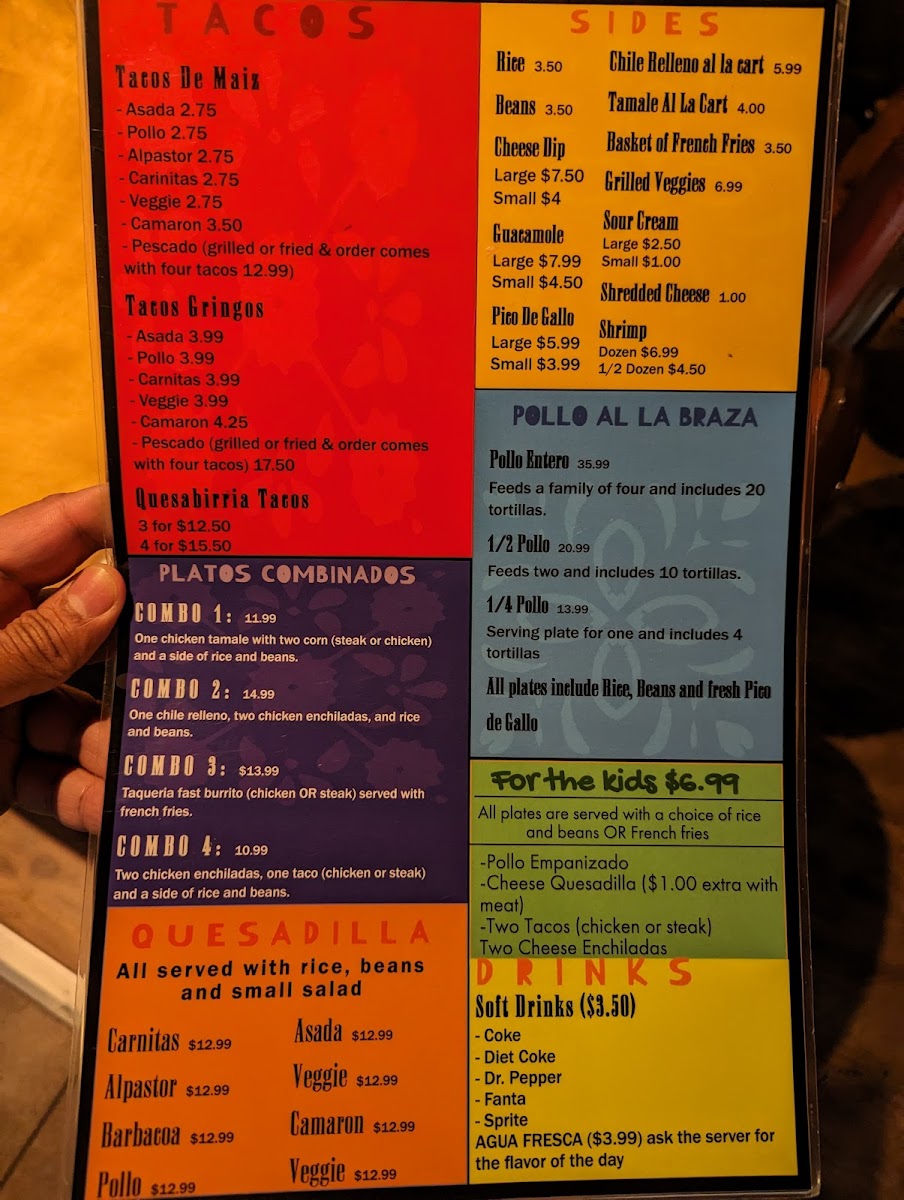 TACOS
Tacos De Maiz
- Asada 2.75
- Pollo 2.75
- Alpastor 2.75
- Carinitas 2.75
- Veggie 2.75
- Camaron 3.50
- Pescado (grilled or fried & order comes
with four tacos 12.99)
Tacos Gringos
- Asada 3.99
- Pollo 3.99
- Carnitas 3.99
- Veggie 3.99
- Camaron 4.25
- Pescado (grilled or fried & order comes
with four tacos) 17.50
Quesabirria Tacos
3 for $12.50
4 for $15.50
PLATOS COMBINADOS
COMBO 1: 11.99
One chicken tamale with two corn (steak or chicken)
and a side of rice and beans.
COMBO 2: 14.99
One chile relleno, two chicken enchiladas, and rice
and beans.
COMBO 3: $13.99
Taqueria fast burrito (chicken OR steak) served with
french fries.
COMBO 4: 10.99
Two chicken enchiladas, one taco (chicken or steak)
and a side of rice and beans.
QUESADILLA
All served with rice, beans
and small salad
Carnitas $12.99
Alpastor $12.99
Barbacoa $12.99
Pollo $12.99
Asada $12.99
Veggie $12.99
Camaron $12.99
Veggie $12.99
SIDES
Rice 3.50
Beans 3.50
Cheese Dip
Large $7.50
Small $4
Guacamole
Large $7.99
Small $4.50
Pico De Gallo
Large $5.99
Small $3.99
Chile Relleno al la cart 5.99
Tamale Al La Cart 4.00
Basket of French Fries 3.50
Grilled Veggies 6.99
Sour Cream
Large $2.50
Small $1.00
Shredded Cheese 1.00
Shrimp
Dozen $6.99
1/2 Dozen $4.50
POLLO AL LA BRAZA
Pollo Entero 35.99
Feeds a family of four and includes 20
tortillas.
1/2 Pollo 20.99
Feeds two and includes 10 tortillas.
1/4 Pollo 13.99
Serving plate for one and includes 4
tortillas
All plates include Rice, Beans and fresh Pico
de Gallo
For the kids $6.99
All plates are served with a choice of rice
and beans OR French fries
-Pollo Empanizado
-Cheese Quesadilla ($1.00 extra with
meat)
-Two Tacos (chicken or steak)
Two Cheese Enchiladas
DRINKS
Soft Drinks ($3.50)
- Coke
- Diet Coke
- Dr. Pepper
- Fanta
- Sprite
AGUA FRESCA ($3.99) ask the server for
the flavor of the day